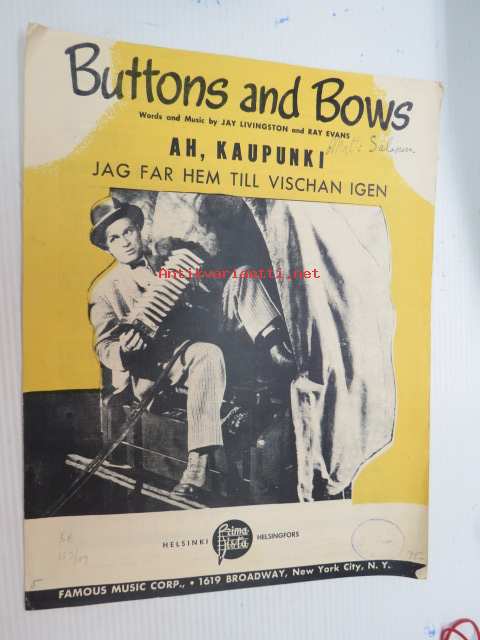 Buttons and Bows
Words and Music by JAY LIVINGSTON and RAY EVANS
AH, KAUPUNKI
JAG FAR HEM TILL VISCHAN IGEN
Antikvariaatti.net
HELSINKI
Prima Vista
HELSINGFORS
FAMOUS MUSIC CORP., • 1619 BROADWAY, New York City, N. Y.